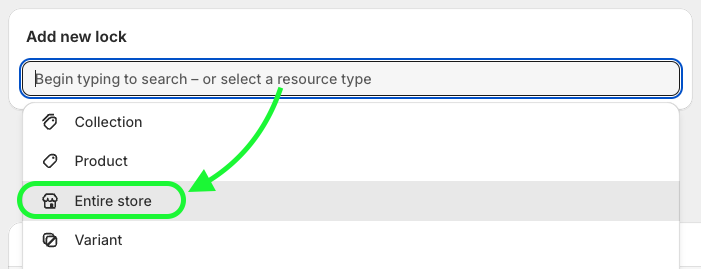 Add new lock
Begin typing to search – or select a resource type
Collection
Product
Entire store
Variant